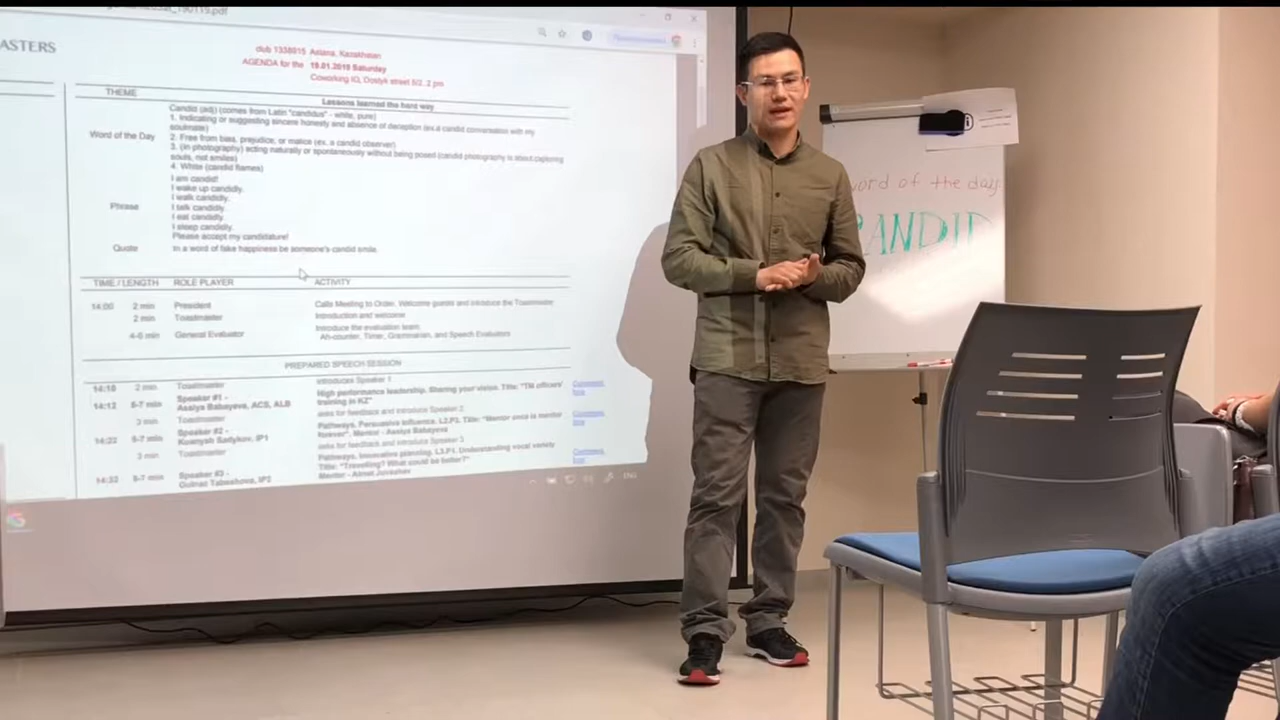 _190119.pdf
ASTERS
club 1338015 Astana, Kazakhstan
AGENDA for the 19.01.2019 Saturday
Coworking IQ, Dostyk street 5/2. 2 pm
THEME Lessons learned the hard way
Candid (adj) (comes from Latin "candidus" - white, pure)
Word of the Day 1. Indicating or suggesting sincere honesty and absence of deception (ex.a candid conversation with my
soulmate)
2. Free from bias, prejudice, or malice (ex. a candid observer)
3. (in photography) acting naturally or spontaneously without being posed (candid photography is about capturing
souls, not smiles)
4. White (candid flames)
Phrase I am candid!
I wake up candidly.
I walk candidly.
I talk candidly.
I eat candidly.
I sleep candidly.
Please accept my candidature!
Quote In a word of fake happiness be someone's candid smile.
TIME / LENGTH ROLE PLAYER ACTIVITY
14:00 2 min President Calls Meeting to Order, Welcome guests and introduce the Toastmaster
2 min Toastmaster Introduction and welcome
4-6 min General Evaluator Introduce the evaluation team:
Ah-counter, Timer, Grammarian, and Speech Evaluators
PREPARED SPEECH SESSION
14:10 2 min Toastmaster introduces Speaker 1
14:12 5-7 min Speaker #1 - High performance leadership. Sharing your vision. Title: "TM officers'
Assiya Babayeva, ACS, ALB training in KZ"
3 min Toastmaster asks for feedback and introduce Speaker 2
14:22 5-7 min Speaker #2 - Pathways. Persuasive influence. L2.P3. Title: "Mentor once is mentor
Kuanysh Sadykov, IP1 forever". Mentor - Assiya Babayeva
3 min Toastmaster asks for feedback and introduce Speaker 3
14:32 5-7 min Speaker #3 - Pathways. Innovative planning. L3.P1. Understanding vocal variety
Title: "Travelling? What could be better?"
Mentor -
ENG
word of the day:
CANDID